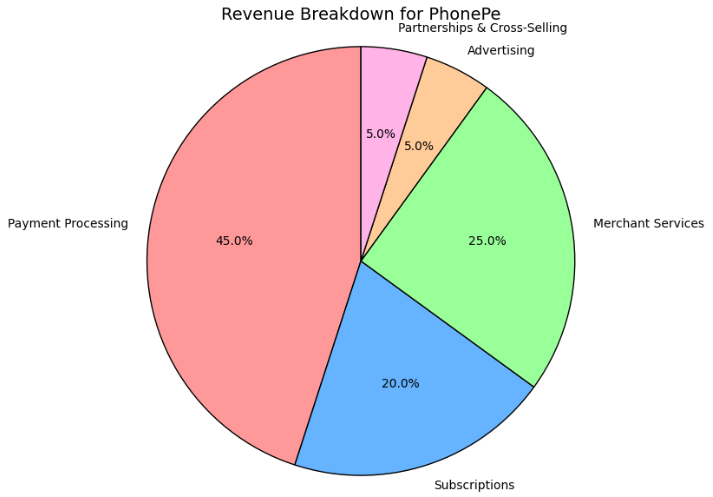 Revenue Breakdown for PhonePe
Partnerships & Cross-Selling
Advertising
5.0%
5.0%
Payment Processing
45.0%
25.0%
Merchant Services
20.0%
Subscriptions